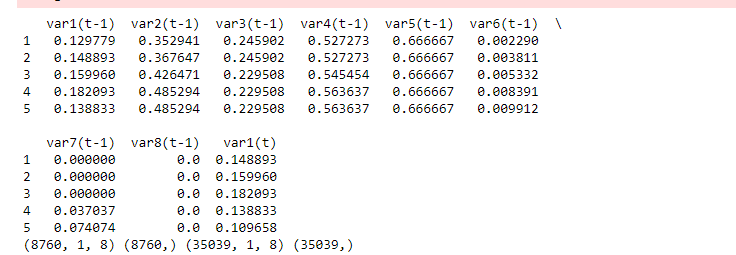 var1(t-1) var2(t-1) var3(t-1) var4(t-1) var5(t-1) var6(t-1) \
1 0.129779 0.352941 0.245902 0.527273 0.666667 0.002290
2 0.148893 0.367647 0.245902 0.527273 0.666667 0.003811
3 0.159960 0.426471 0.229508 0.545454 0.666667 0.005332
4 0.182093 0.485294 0.229508 0.563637 0.666667 0.008391
5 0.138833 0.485294 0.229508 0.563637 0.666667 0.009912
var7(t-1) var8(t-1) var1(t)
1 0.000000 0.0 0.148893
2 0.000000 0.0 0.159960
3 0.000000 0.0 0.182093
4 0.037037 0.0 0.138833
5 0.074074 0.0 0.109658
(8760, 1, 8) (8760,) (35039, 1, 8) (35039,)